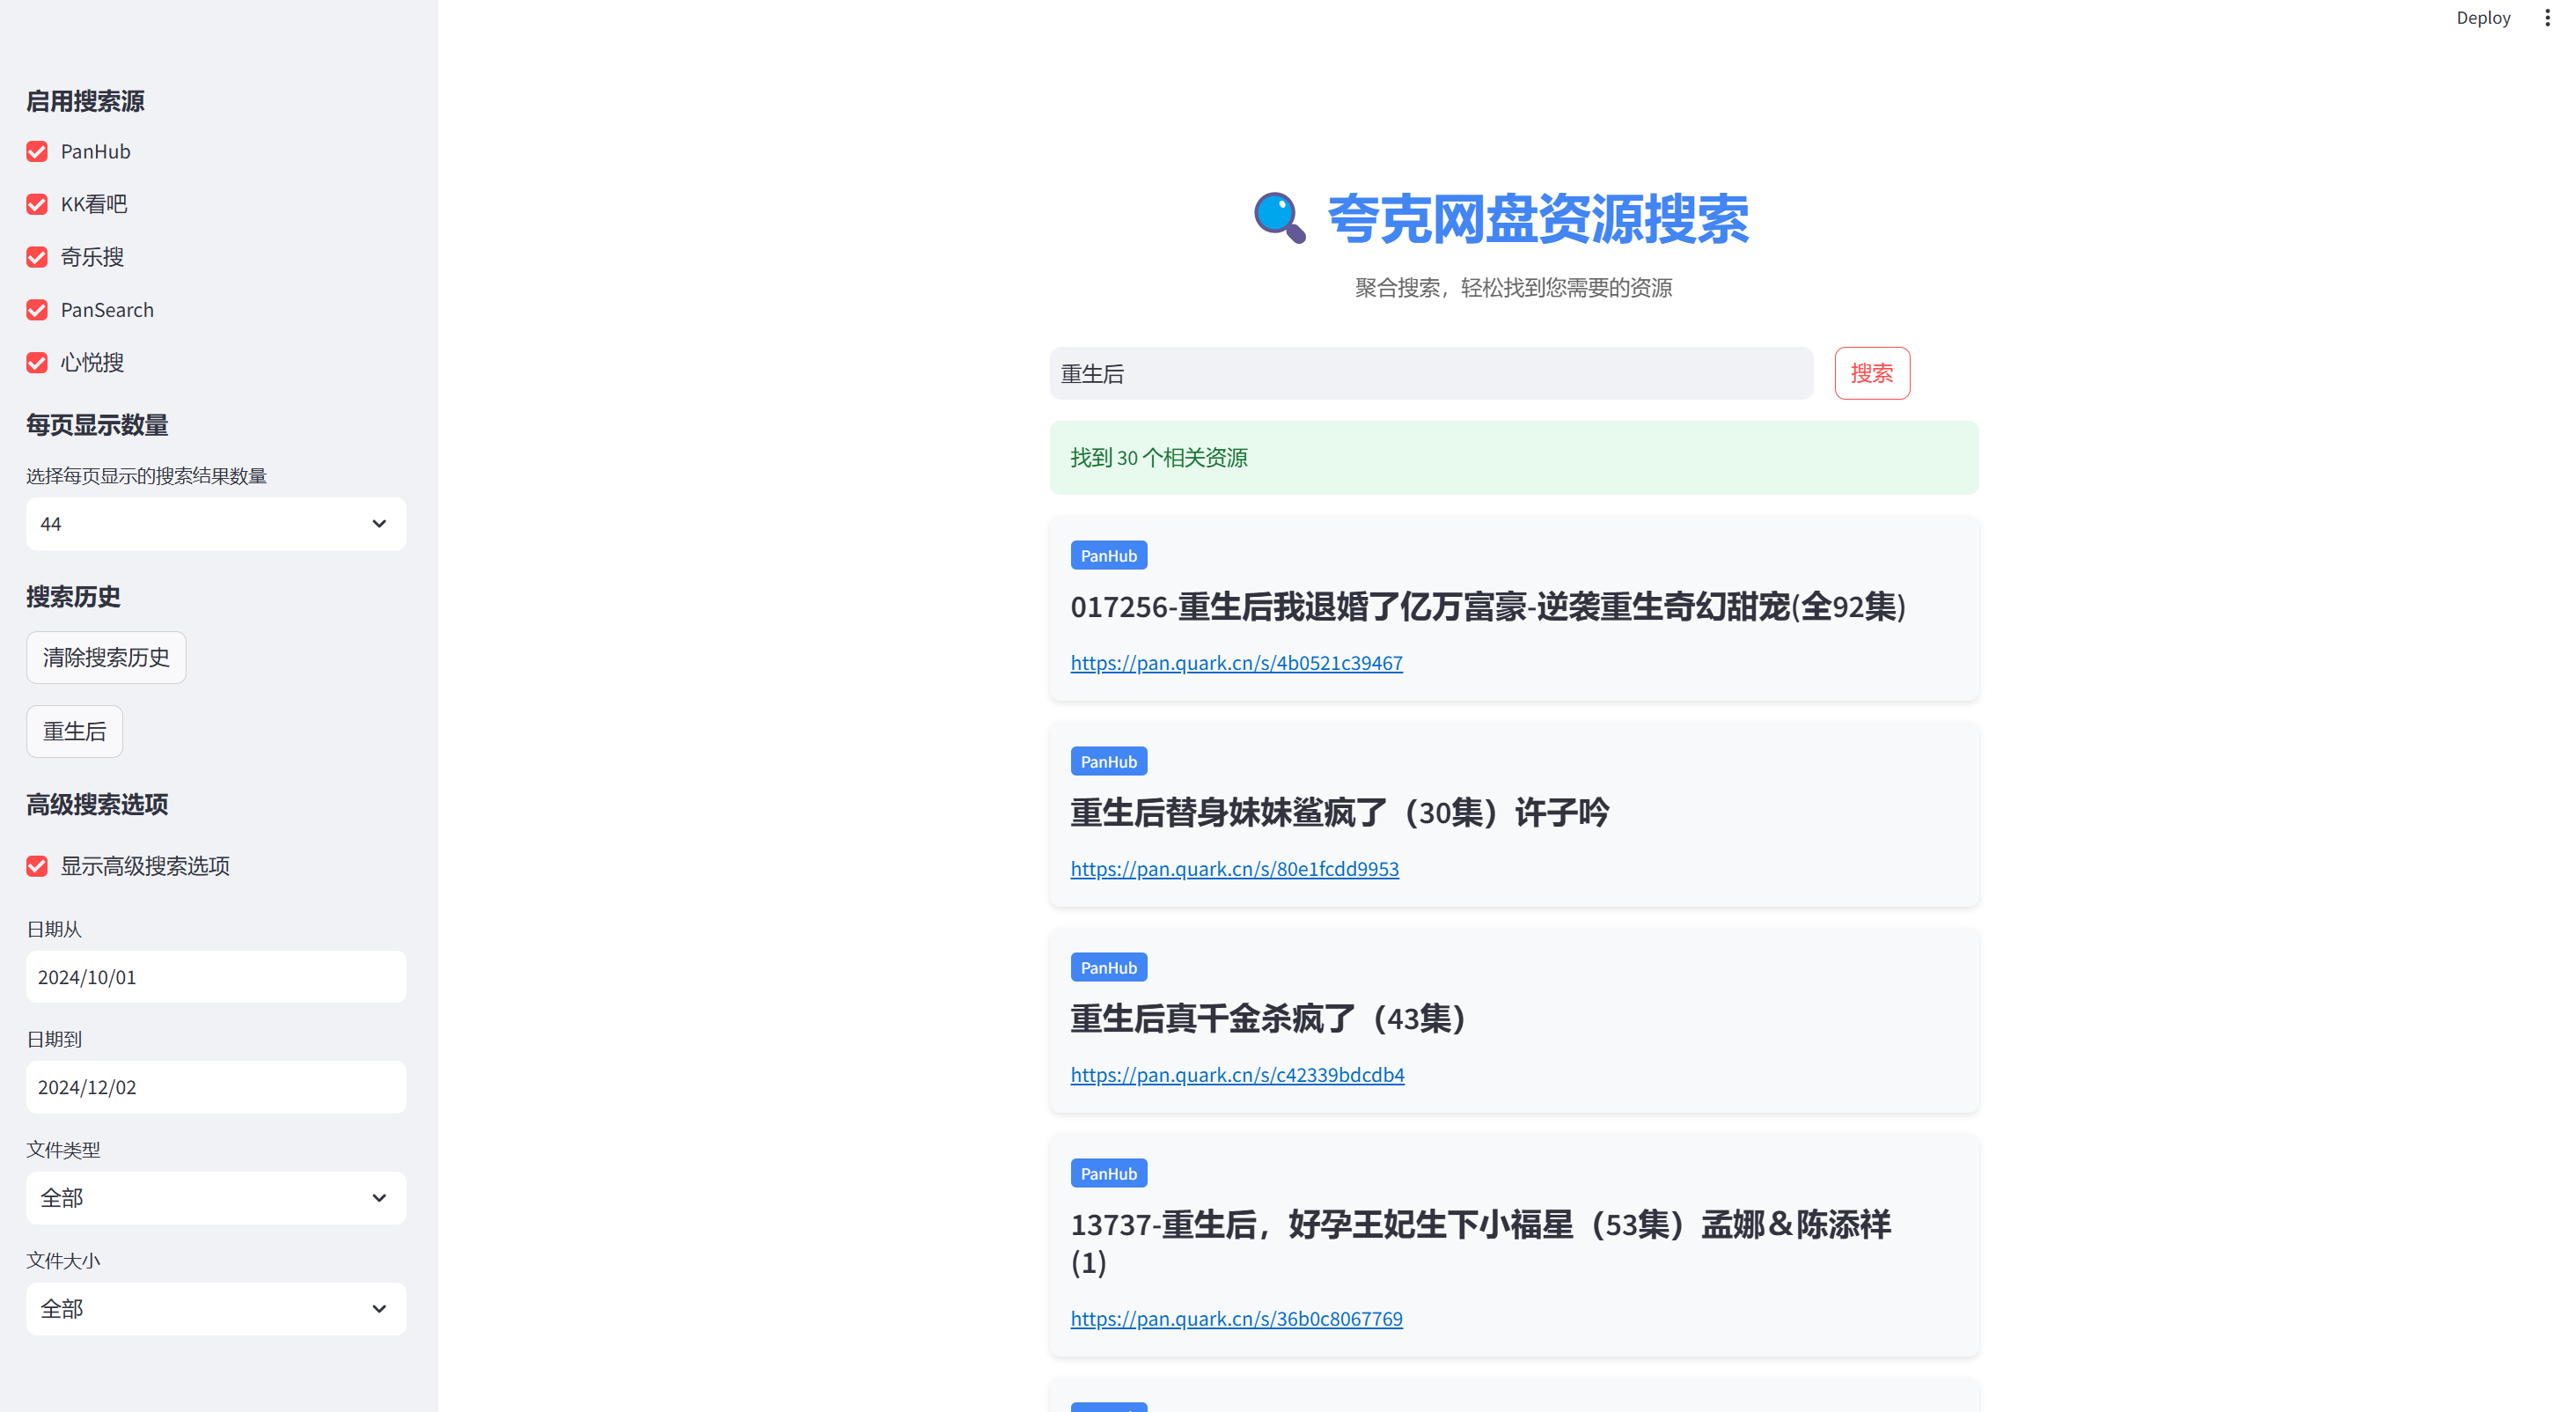 Deploy
启用搜索源
PanHub
KK看吧
奇乐搜
PanSearch
心悦搜
每页显示数量
选择每页显示的搜索结果数量
44
搜索历史
清除搜索历史
重生后
高级搜索选项
显示高级搜索选项
日期从
2024/10/01
日期到
2024/12/02
文件类型
全部
文件大小
全部
夸克网盘资源搜索
聚合搜索，轻松找到您需要的资源
重生后
搜索
找到 30 个相关资源
PanHub
017256-重生后我退婚了亿万富豪-逆袭重生奇幻甜宠(全92集)
https://pan.quark.cn/s/4b0521c39467
PanHub
重生后替身妹妹鲨疯了（30集）许子吟
https://pan.quark.cn/s/80e1fcdd9953
PanHub
重生后真千金杀疯了（43集）
https://pan.quark.cn/s/c42339bdcdb4
PanHub
13737-重生后，好孕王妃生下小福星（53集）孟娜＆陈添祥
(1)
https://pan.quark.cn/s/36b0c8067769